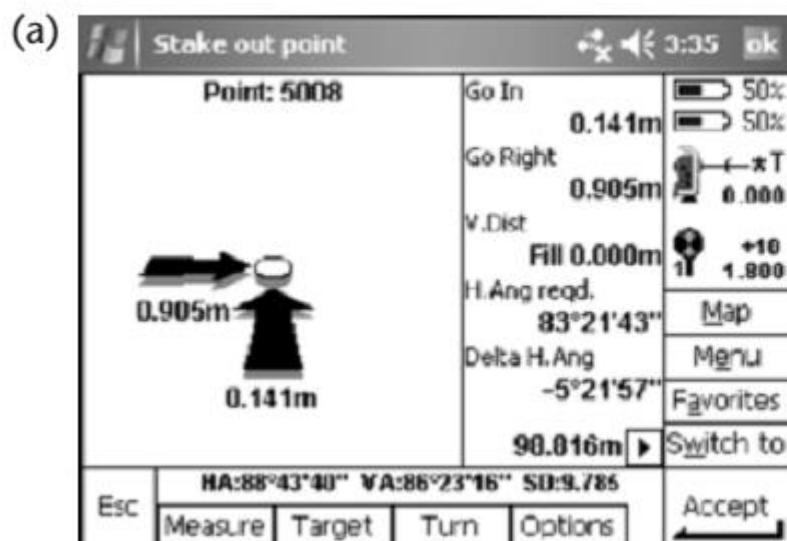 (a)
Stake out point 3:35 ok
Point: 5008
Go In
0.141m
Go Right
0.905m
V.Dist
Fill 0.000m
H.Ang reqd.
83°21'43"
Delta H.Ang
-5°21'57"
90.016m
0.905m
0.141m
50%
50%
T
0.000
+10
1 1.800
Map
Menu
Favorites
Switch to
HA:88°43'40" VA:86°23'16" SD:9.785
Esc
Measure Target Turn Options
Accept